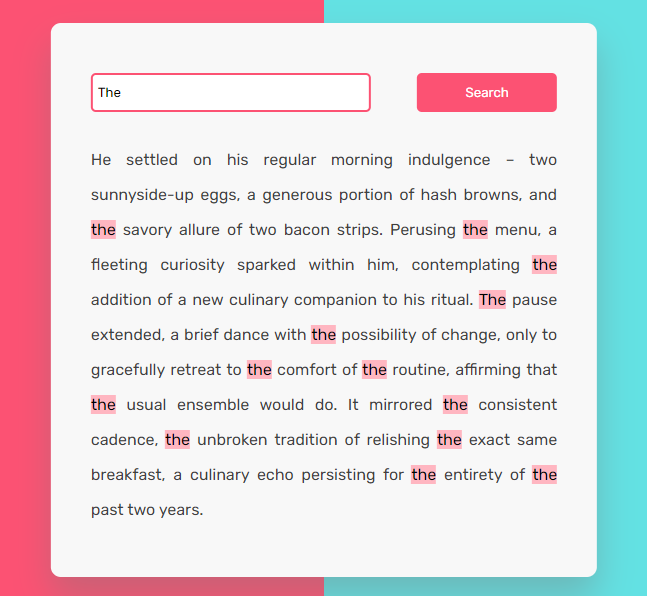 The
Search
He settled on his regular morning indulgence – two
sunnyside-up eggs, a generous portion of hash browns, and
the savory allure of two bacon strips. Perusing the menu, a
fleeting curiosity sparked within him, contemplating the
addition of a new culinary companion to his ritual. The pause
extended, a brief dance with the possibility of change, only to
gracefully retreat to the comfort of the routine, affirming that
the usual ensemble would do. It mirrored the consistent
cadence, the unbroken tradition of relishing the exact same
breakfast, a culinary echo persisting for the entirety of the
past two years.